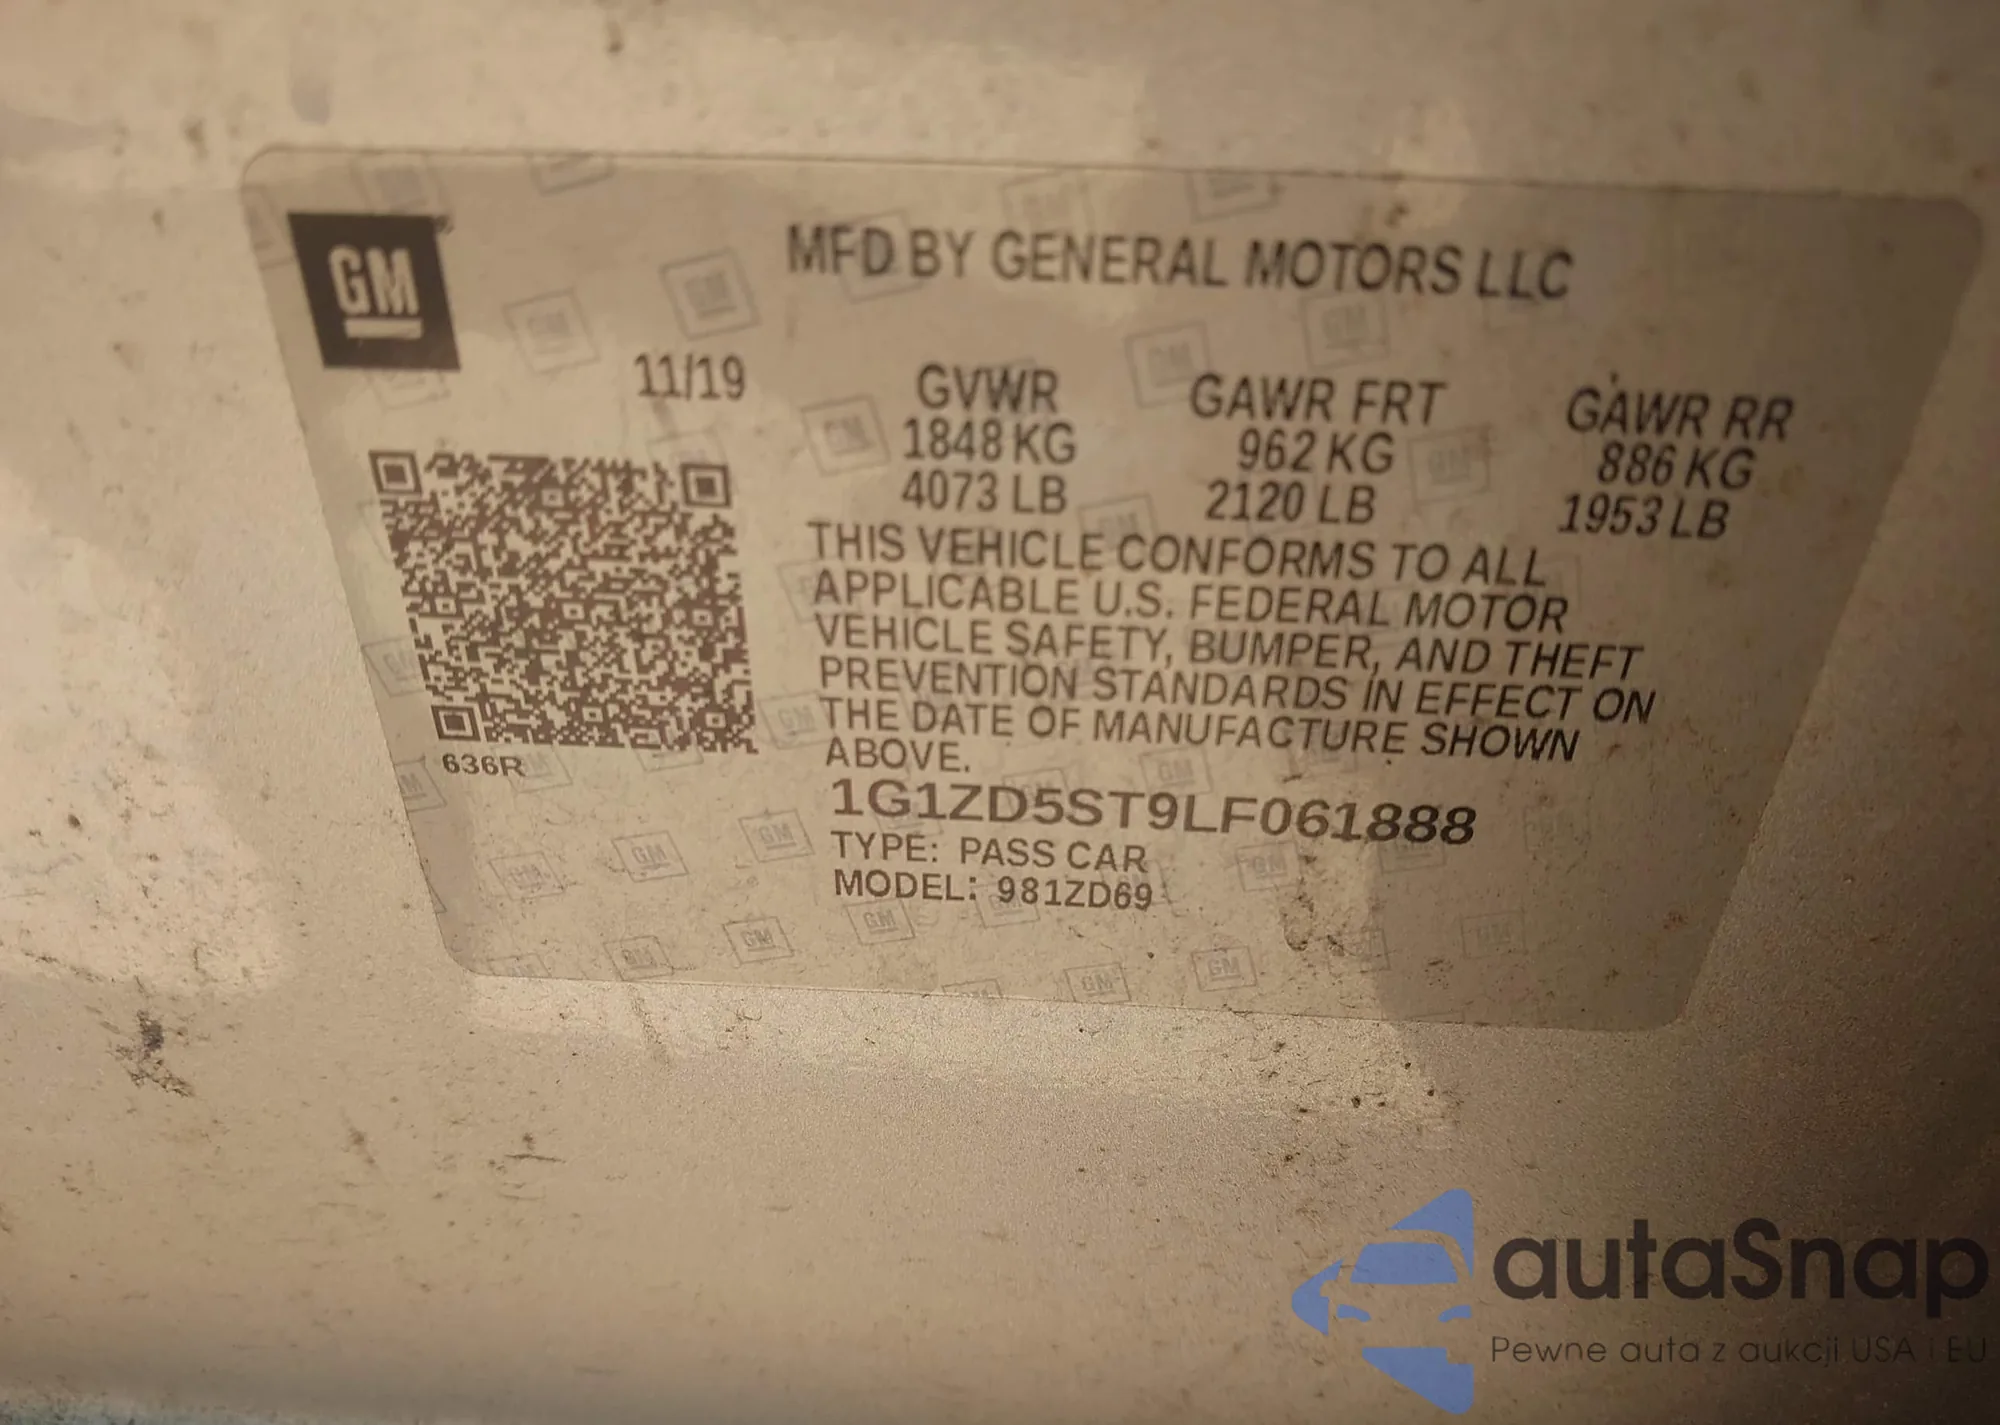 GM
MFD BY GENERAL MOTORS LLC
11/19
GVWR GAWR FRT GAWR RR
1848 KG 962 KG 886 KG
4073 LB 2120 LB 1953 LB
THIS VEHICLE CONFORMS TO ALL
APPLICABLE U.S. FEDERAL MOTOR
VEHICLE SAFETY, BUMPER, AND THEFT
PREVENTION STANDARDS IN EFFECT ON
THE DATE OF MANUFACTURE SHOWN
ABOVE.
636R
1G1ZD5ST9LF061888
TYPE: PASS CAR
MODEL: 981ZD69
autaSnap
Pewne auta z aukcji USA i EU